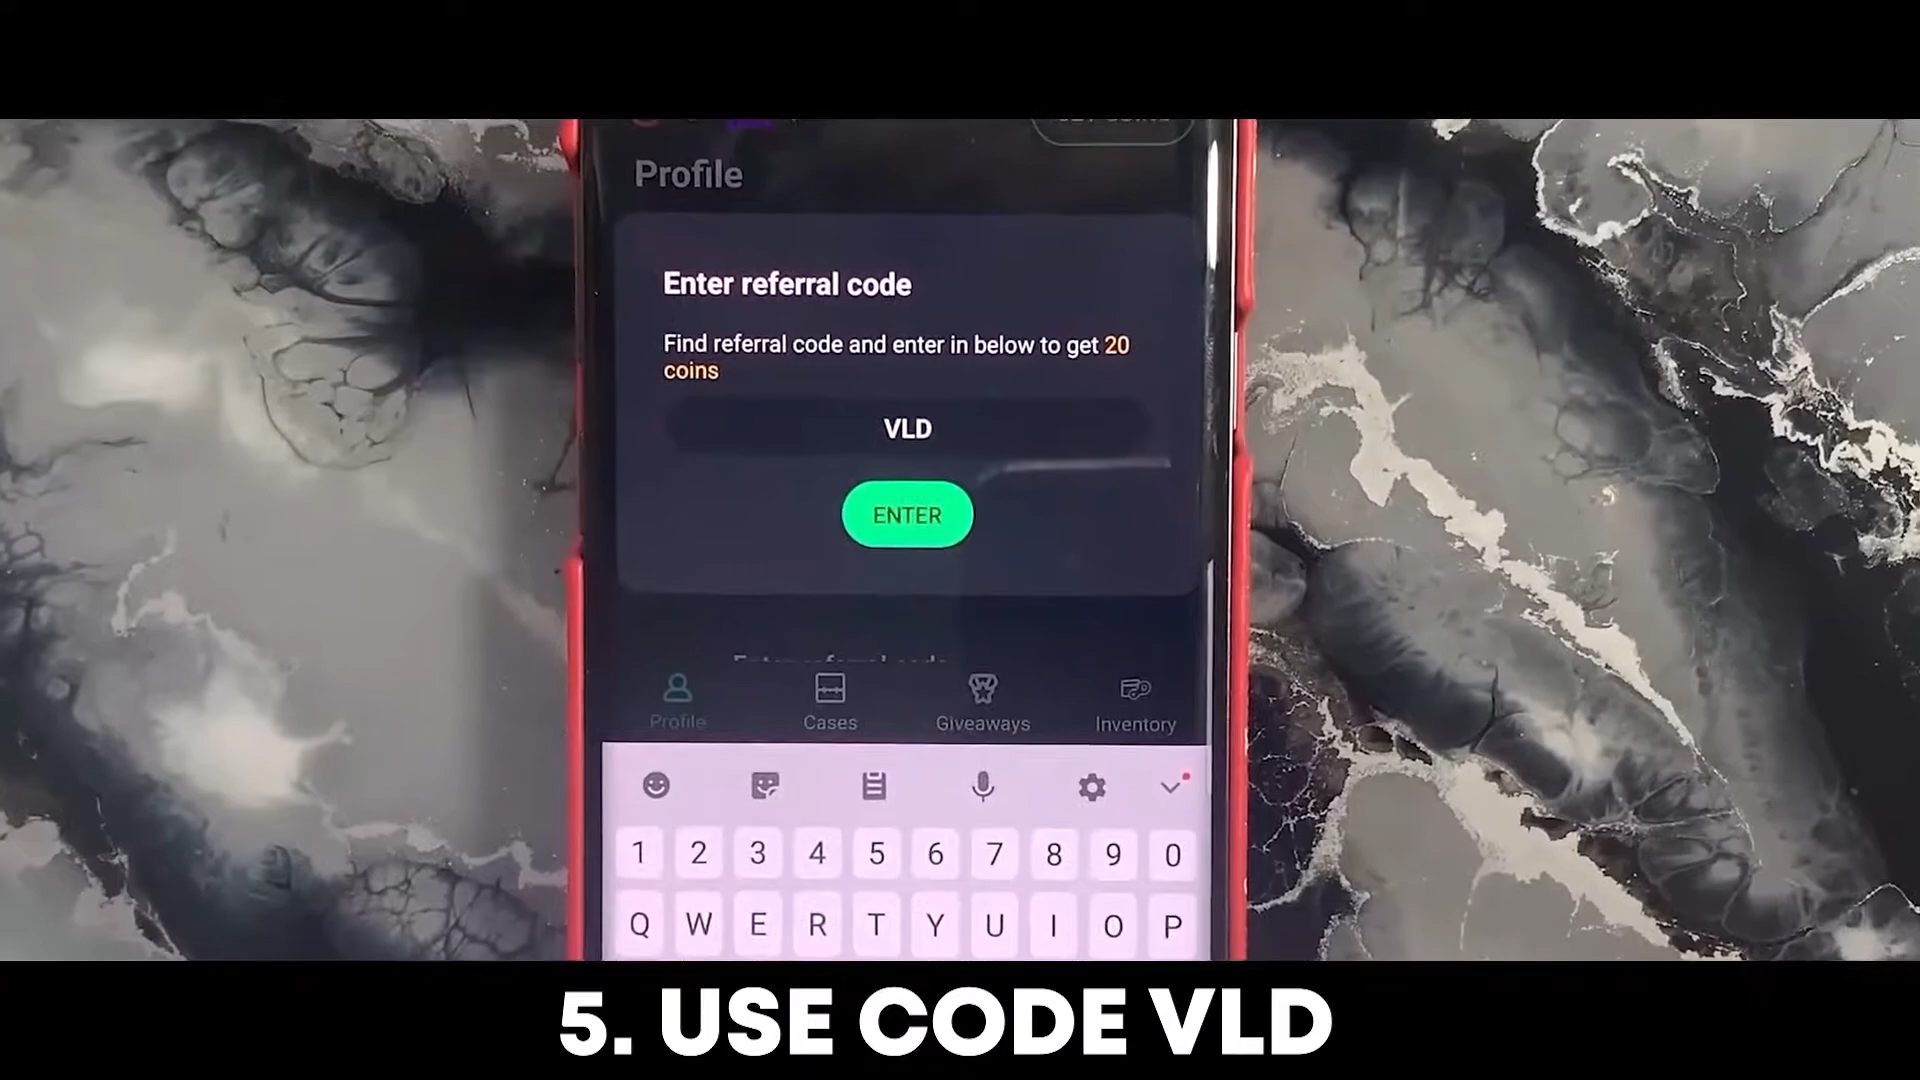 Profile
Enter referral code
Find referral code and enter in below to get 20
coins
VLD
ENTER
Profile
Cases
Giveaways
Inventory
1 2 3 4 5 6 7 8 9 0
Q W E R T Y U I O P
5. USE CODE VLD